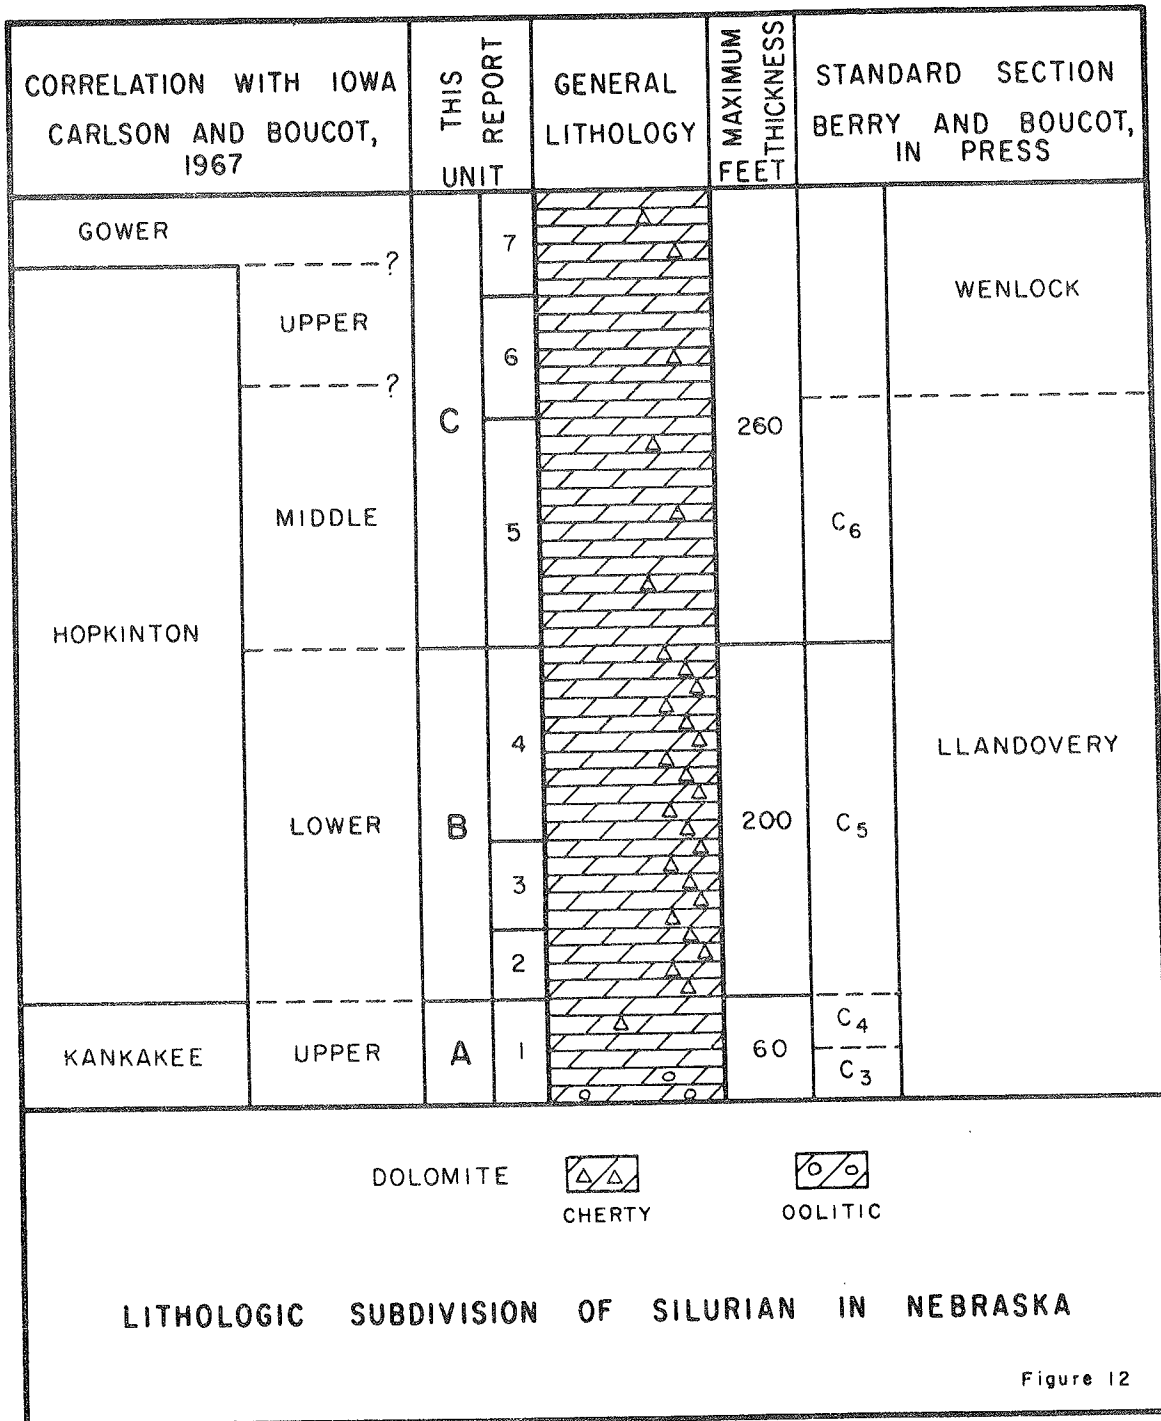 CORRELATION WITH IOWA
CARLSON AND BOUCOT,
1967
THIS
REPORT
UNIT
GENERAL
LITHOLOGY
MAXIMUM
THICKNESS
FEET
STANDARD SECTION
BERRY AND BOUCOT,
IN PRESS
GOWER
?
UPPER
?
MIDDLE
HOPKINTON
LOWER
KANKAKEE
UPPER
C
B
A
7
6
5
4
3
2
1
260
200
60
C6
C5
C4
C3
WENLOCK
LLANDOVERY
DOLOMITE
CHERTY
OOLITIC
LITHOLOGIC SUBDIVISION OF SILURIAN IN NEBRASKA
Figure 12